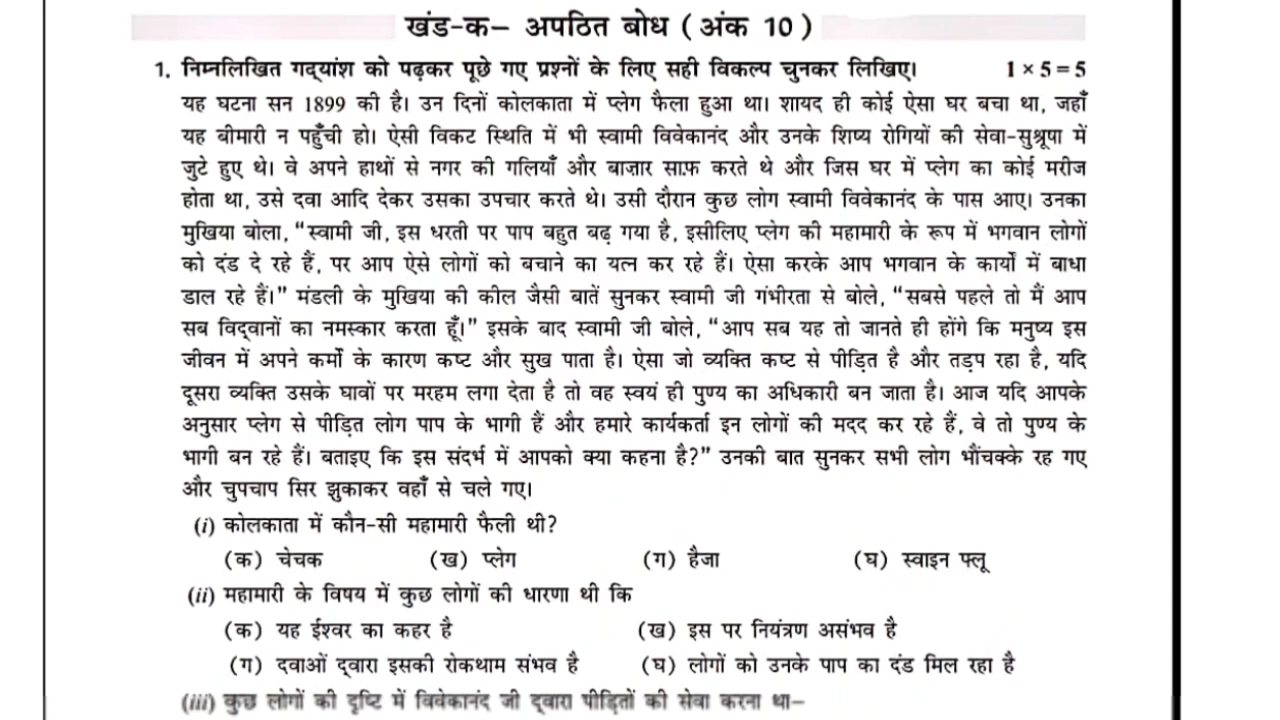 खंड-क– अपठित बोध ( अंक 10 )
1. निम्नलिखित गद्यांश को पढ़कर पूछे गए प्रश्नों के लिए सही विकल्प चुनकर लिखिए। 1 × 5 = 5
यह घटना सन 1899 की है। उन दिनों कोलकाता में प्लेग फैला हुआ था। शायद ही कोई ऐसा घर बचा था, जहाँ
यह बीमारी न पहुँची हो। ऐसी विकट स्थिति में भी स्वामी विवेकानंद और उनके शिष्य रोगियों की सेवा-सुश्रूषा में
जुटे हुए थे। वे अपने हाथों से नगर की गलियाँ और बाज़ार साफ़ करते थे और जिस घर में प्लेग का कोई मरीज
होता था, उसे दवा आदि देकर उसका उपचार करते थे। उसी दौरान कुछ लोग स्वामी विवेकानंद के पास आए। उनका
मुखिया बोला, “स्वामी जी, इस धरती पर पाप बहुत बढ़ गया है, इसीलिए प्लेग की महामारी के रूप में भगवान लोगों
को दंड दे रहे हैं, पर आप ऐसे लोगों को बचाने का यत्न कर रहे हैं। ऐसा करके आप भगवान के कार्यों में बाधा
डाल रहे हैं।” मंडली के मुखिया की कील जैसी बातें सुनकर स्वामी जी गंभीरता से बोले, “सबसे पहले तो मैं आप
सब विद्वानों का नमस्कार करता हूँ।” इसके बाद स्वामी जी बोले, “आप सब यह तो जानते ही होंगे कि मनुष्य इस
जीवन में अपने कर्मों के कारण कष्ट और सुख पाता है। ऐसा जो व्यक्ति कष्ट से पीड़ित है और तड़प रहा है, यदि
दूसरा व्यक्ति उसके घावों पर मरहम लगा देता है तो वह स्वयं ही पुण्य का अधिकारी बन जाता है। आज यदि आपके
अनुसार प्लेग से पीड़ित लोग पाप के भागी हैं और हमारे कार्यकर्ता इन लोगों की मदद कर रहे हैं, वे तो पुण्य के
भागी बन रहे हैं। बताइए कि इस संदर्भ में आपको क्या कहना है?” उनकी बात सुनकर सभी लोग भौंचक्के रह गए
और चुपचाप सिर झुकाकर वहाँ से चले गए।
(i) कोलकाता में कौन-सी महामारी फैली थी?
(क) चेचक (ख) प्लेग (ग) हैजा (घ) स्वाइन फ्लू
(ii) महामारी के विषय में कुछ लोगों की धारणा थी कि
(क) यह ईश्वर का कहर है (ख) इस पर नियंत्रण असंभव है
(ग) दवाओं द्वारा इसकी रोकथाम संभव है (घ) लोगों को उनके पाप का दंड मिल रहा है
(iii) कुछ लोगों की दृष्टि में विवेकानंद जी द्वारा पीड़ितों की सेवा करना था–